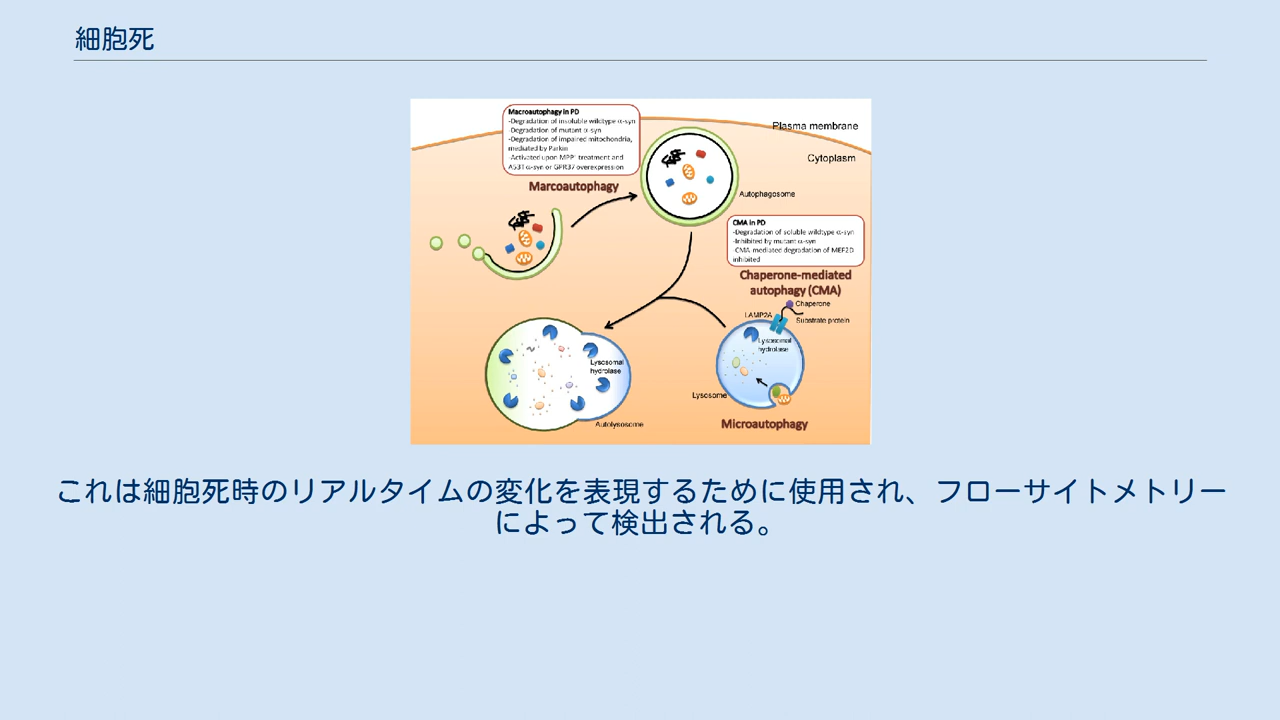 細胞死
Macroautophagy in PD
-Degradation of insoluble wildtype α-syn
-Degradation of mutant α-syn
-Degradation of impaired mitochondria,
mediated by Parkin
-Activated upon MPP⁺ treatment and
A53T α-syn or GPR37 overexpression
Plasma membrane
Cytoplasm
Marcoautophagy
Autophagosome
CMA in PD
-Degradation of soluble wildtype α-syn
-Inhibited by mutant α-syn
-CMA-mediated degradation of MEF2D
inhibited
Chaperone-mediated
autophagy (CMA)
Chaperone
LAMP2A
Substrate protein
Lysosomal
hydrolase
Lysosomal
hydrolase
Lysosome
Autolysosome
Microautophagy
これは細胞死時のリアルタイムの変化を表現するために使用され、フローサイトメトリー
によって検出される。